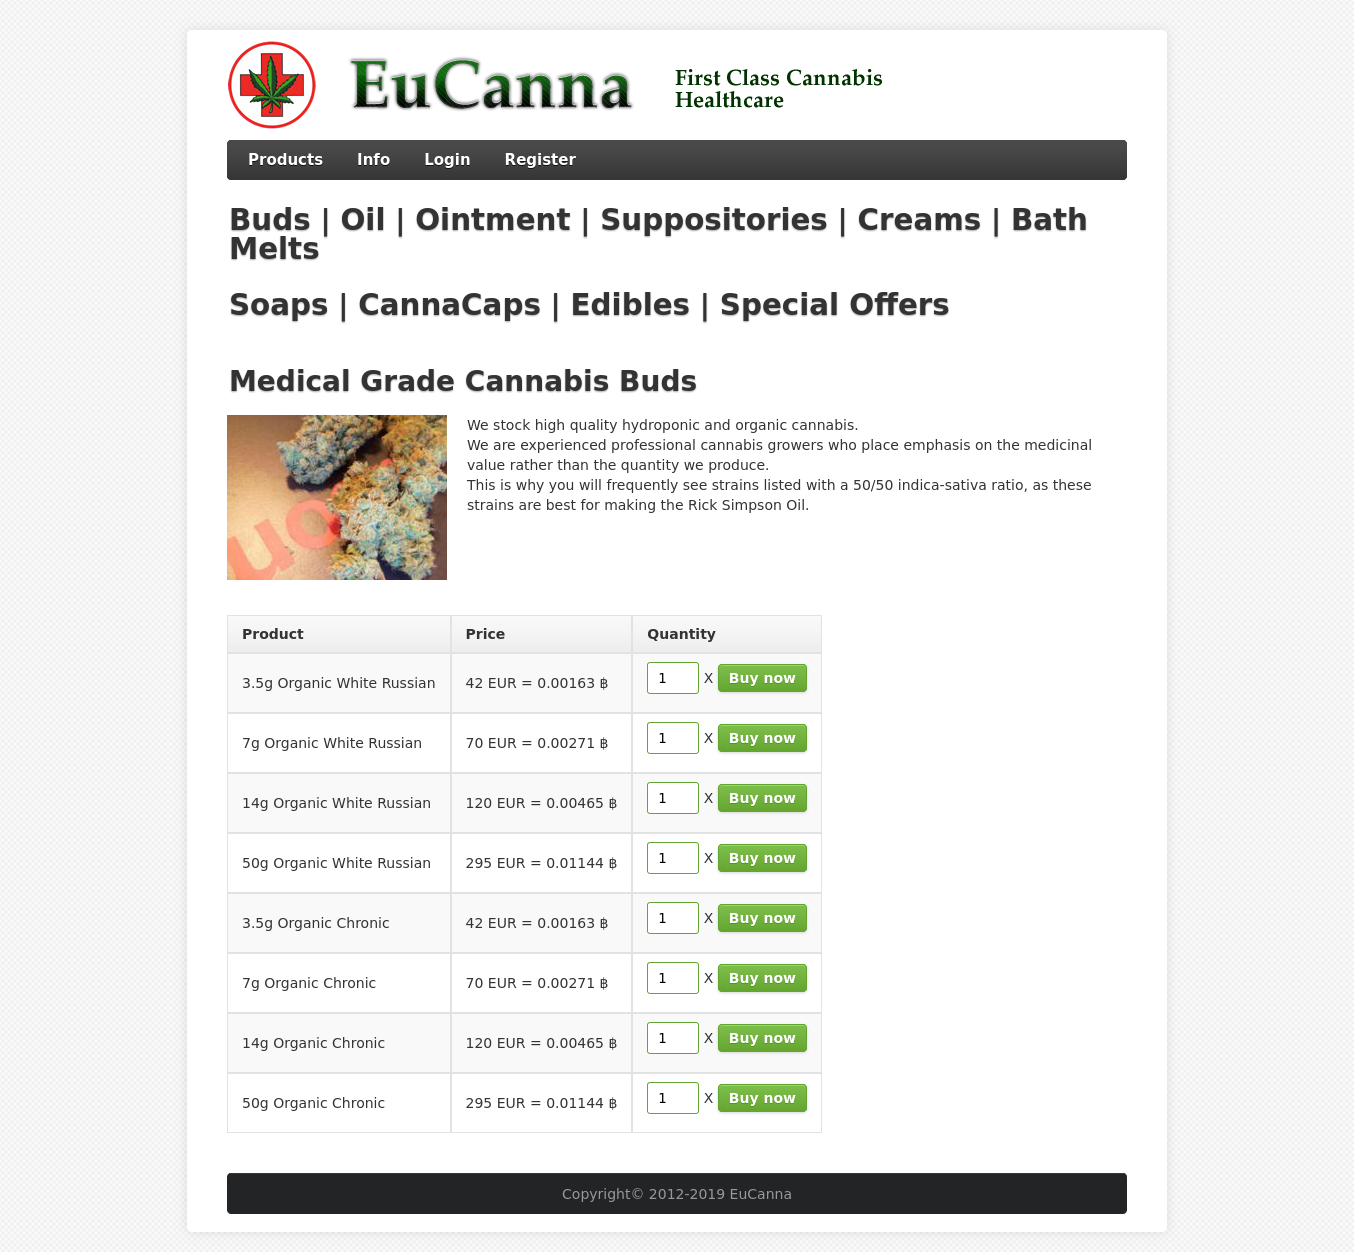 EuCanna
First Class Cannabis
Healthcare
Products Info Login Register
Buds | Oil | Ointment | Suppositories | Creams | Bath
Melts
Soaps | CannaCaps | Edibles | Special Offers
Medical Grade Cannabis Buds
We stock high quality hydroponic and organic cannabis.
We are experienced professional cannabis growers who place emphasis on the medicinal
value rather than the quantity we produce.
This is why you will frequently see strains listed with a 50/50 indica-sativa ratio, as these
strains are best for making the Rick Simpson Oil.
Product Price Quantity
3.5g Organic White Russian 42 EUR = 0.00163 ฿ 1 X Buy now
7g Organic White Russian 70 EUR = 0.00271 ฿ 1 X Buy now
14g Organic White Russian 120 EUR = 0.00465 ฿ 1 X Buy now
50g Organic White Russian 295 EUR = 0.01144 ฿ 1 X Buy now
3.5g Organic Chronic 42 EUR = 0.00163 ฿ 1 X Buy now
7g Organic Chronic 70 EUR = 0.00271 ฿ 1 X Buy now
14g Organic Chronic 120 EUR = 0.00465 ฿ 1 X Buy now
50g Organic Chronic 295 EUR = 0.01144 ฿ 1 X Buy now
Copyright© 2012-2019 EuCanna